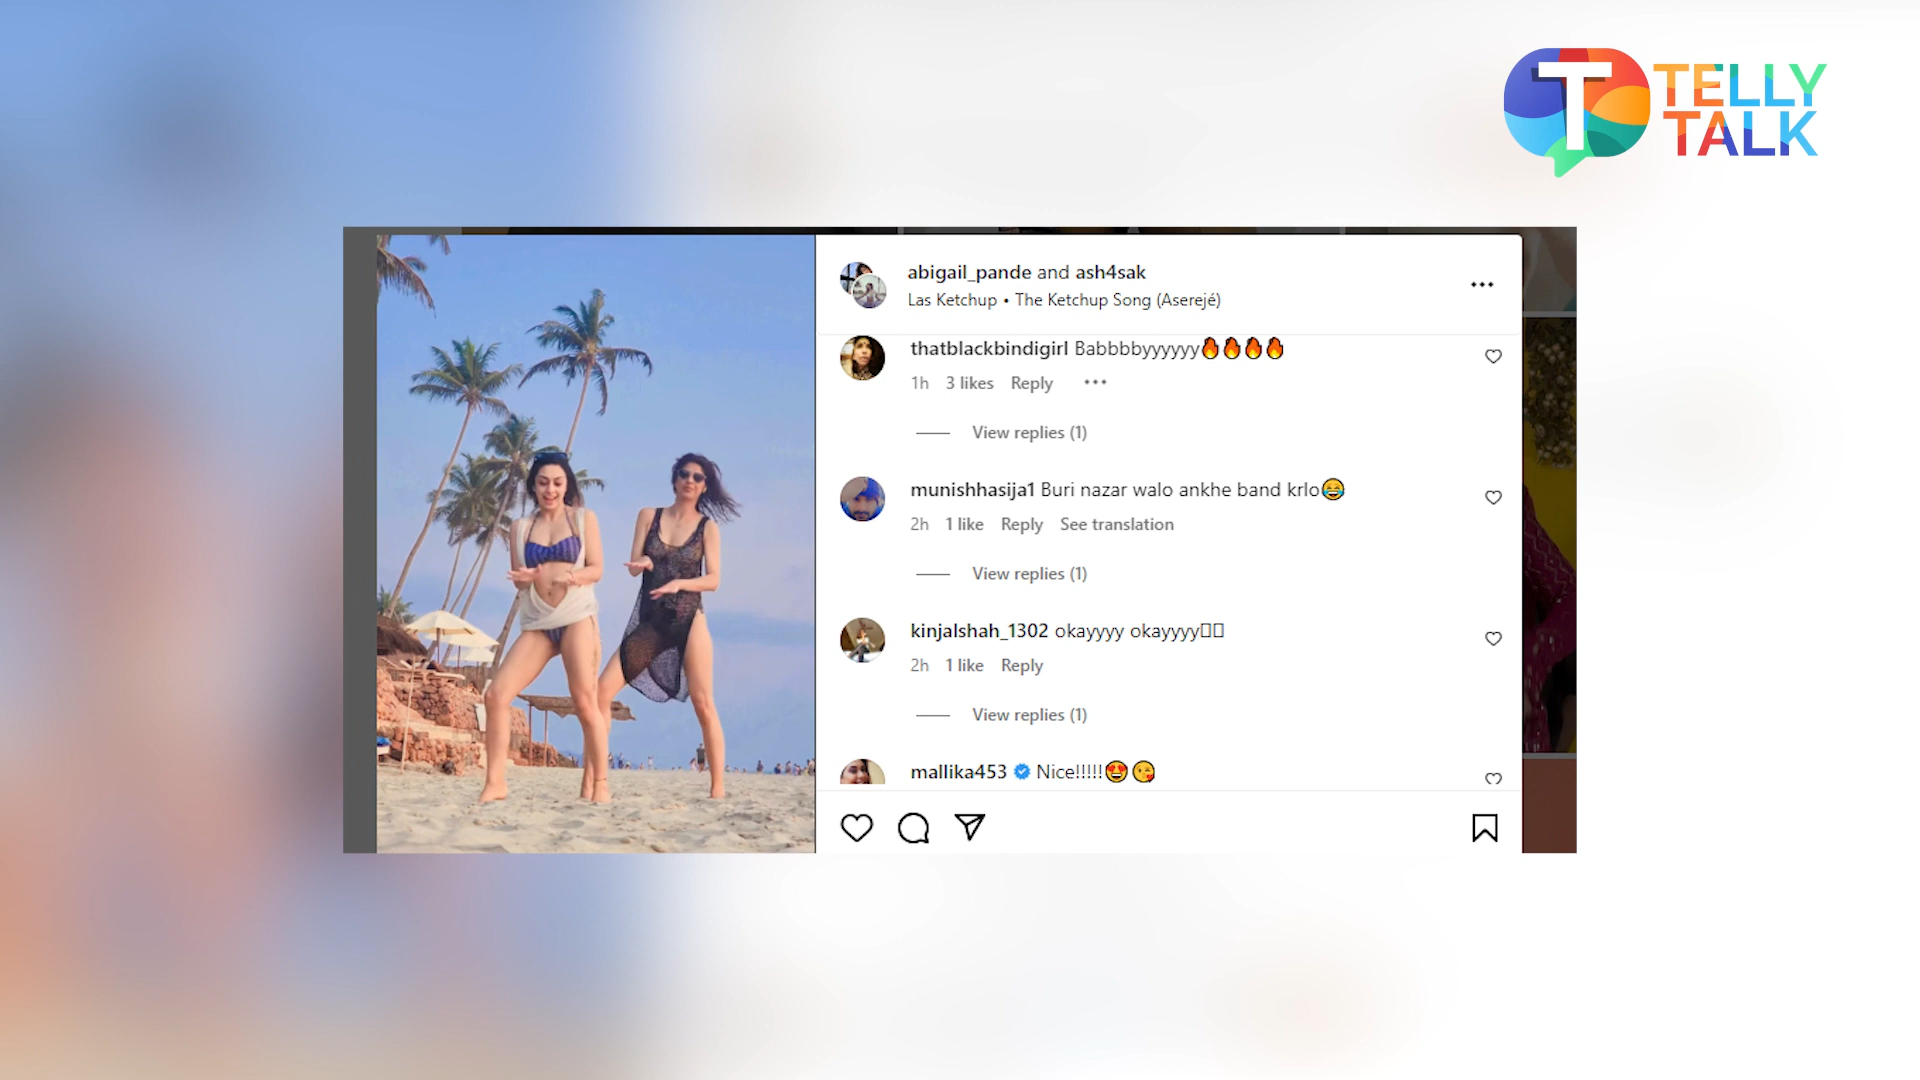 T TELLY
TALK
abigail_pande and ash4sak
Las Ketchup • The Ketchup Song (Aserejé)
thatblackbindigirl Babbbbyyyyyy🔥🔥🔥🔥
1h 3 likes Reply
View replies (1)
munishhasija1 Buri nazar walo ankhe band krlo😂
2h 1 like Reply See translation
View replies (1)
kinjalshah_1302 okayyyy okayyyy
2h 1 like Reply
View replies (1)
mallika453 Nice!!!!!😍😘